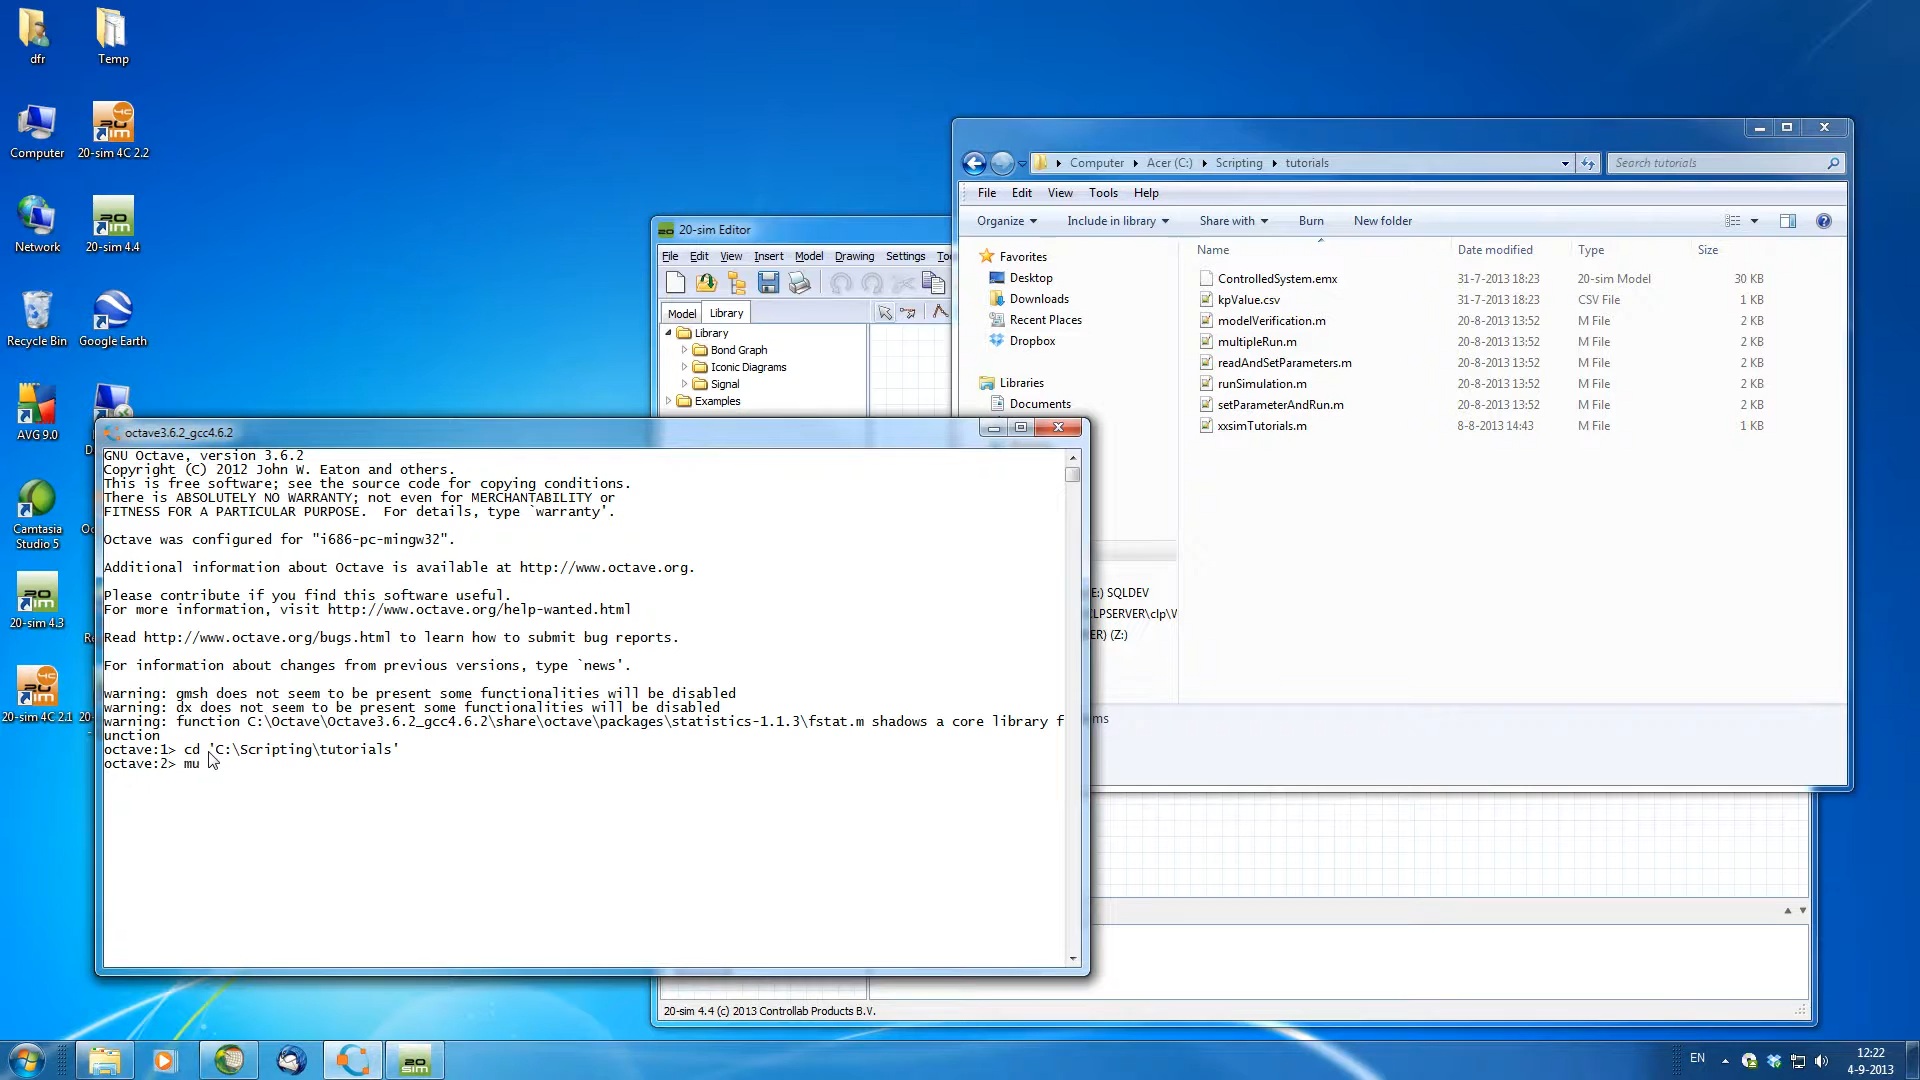 dfr
Temp
Computer
20-sim 4C 2.2
Network
20-sim 4.4
Recycle Bin
Google Earth
AVG 9.0
Camtasia
Studio 5
20-sim 4.3
20-sim 4C 2.1
Computer
Acer (C:)
Scripting
tutorials
Search tutorials
File
Edit
View
Tools
Help
Organize
Include in library
Share with
Burn
New folder
Name
Date modified
Type
Size
Favorites
Desktop
Downloads
Recent Places
Dropbox
Libraries
Documents
ControlledSystem.emx 31-7-2013 18:23 20-sim Model 30 KB
kpValue.csv 31-7-2013 18:23 CSV File 1 KB
modelVerification.m 20-8-2013 13:52 M File 2 KB
multipleRun.m 20-8-2013 13:52 M File 2 KB
readAndSetParameters.m 20-8-2013 13:52 M File 2 KB
runSimulation.m 20-8-2013 13:52 M File 2 KB
setParameterAndRun.m 20-8-2013 13:52 M File 2 KB
xxsimTutorials.m 8-8-2013 14:43 M File 1 KB
E:) SQLDEV
LPSERVER\clp\V
ER) (Z:)
ms
20-sim Editor
File Edit View Insert Model Drawing Settings To
Model
Library
Library
Bond Graph
Iconic Diagrams
Signal
Examples
octave3.6.2_gcc4.6.2
GNU Octave, version 3.6.2
Copyright (C) 2012 John W. Eaton and others.
This is free software; see the source code for copying conditions.
There is ABSOLUTELY NO WARRANTY; not even for MERCHANTABILITY or
FITNESS FOR A PARTICULAR PURPOSE.  For details, type `warranty'.
Octave was configured for "i686-pc-mingw32".
Additional information about Octave is available at http://www.octave.org.
Please contribute if you find this software useful.
For more information, visit http://www.octave.org/help-wanted.html
Read http://www.octave.org/bugs.html to learn how to submit bug reports.
For information about changes from previous versions, type `news'.
warning: gmsh does not seem to be present some functionalities will be disabled
warning: dx does not seem to be present some functionalities will be disabled
warning: function C:\Octave\Octave3.6.2_gcc4.6.2\share\octave\packages\statistics-1.1.3\fstat.m shadows a core library f
unction
octave:1> cd 'C:\Scripting\tutorials'
octave:2> mu
20-sim 4.4 (c) 2013 Controllab Products B.V.
EN
12:22
4-9-2013